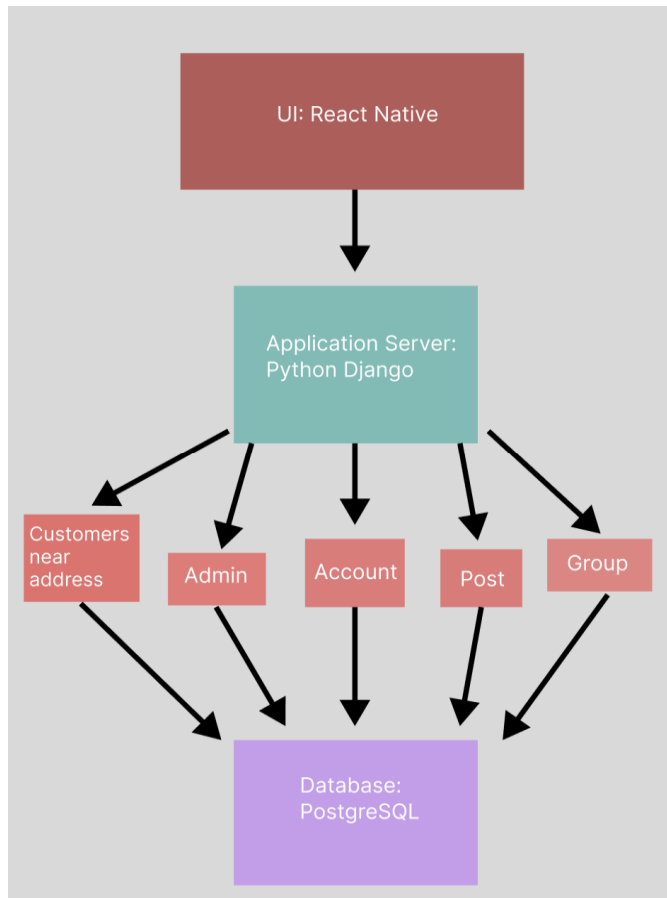 UI: React Native
Application Server:
Python Django
Customers
near
address
Admin
Account
Post
Group
Database:
PostgreSQL